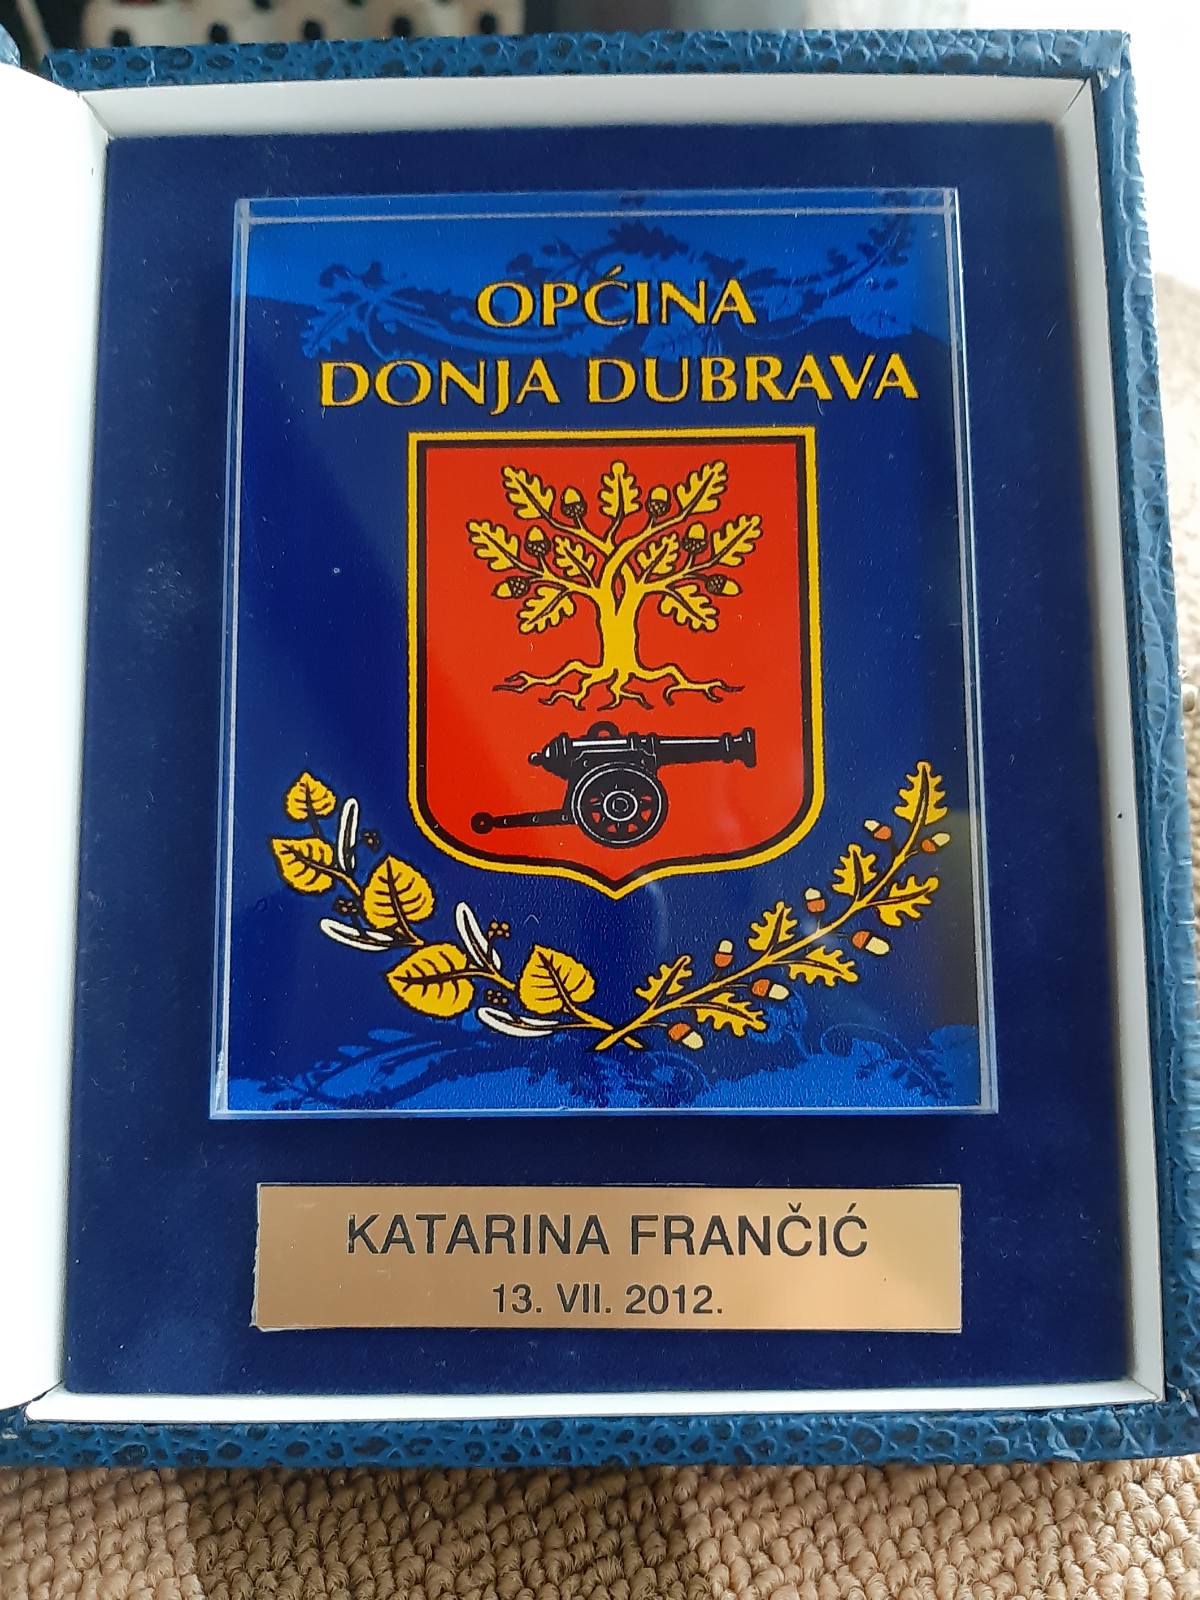 OPĆINA
DONJA DUBRAVA
KATARINA FRANČIĆ
13. VII. 2012.